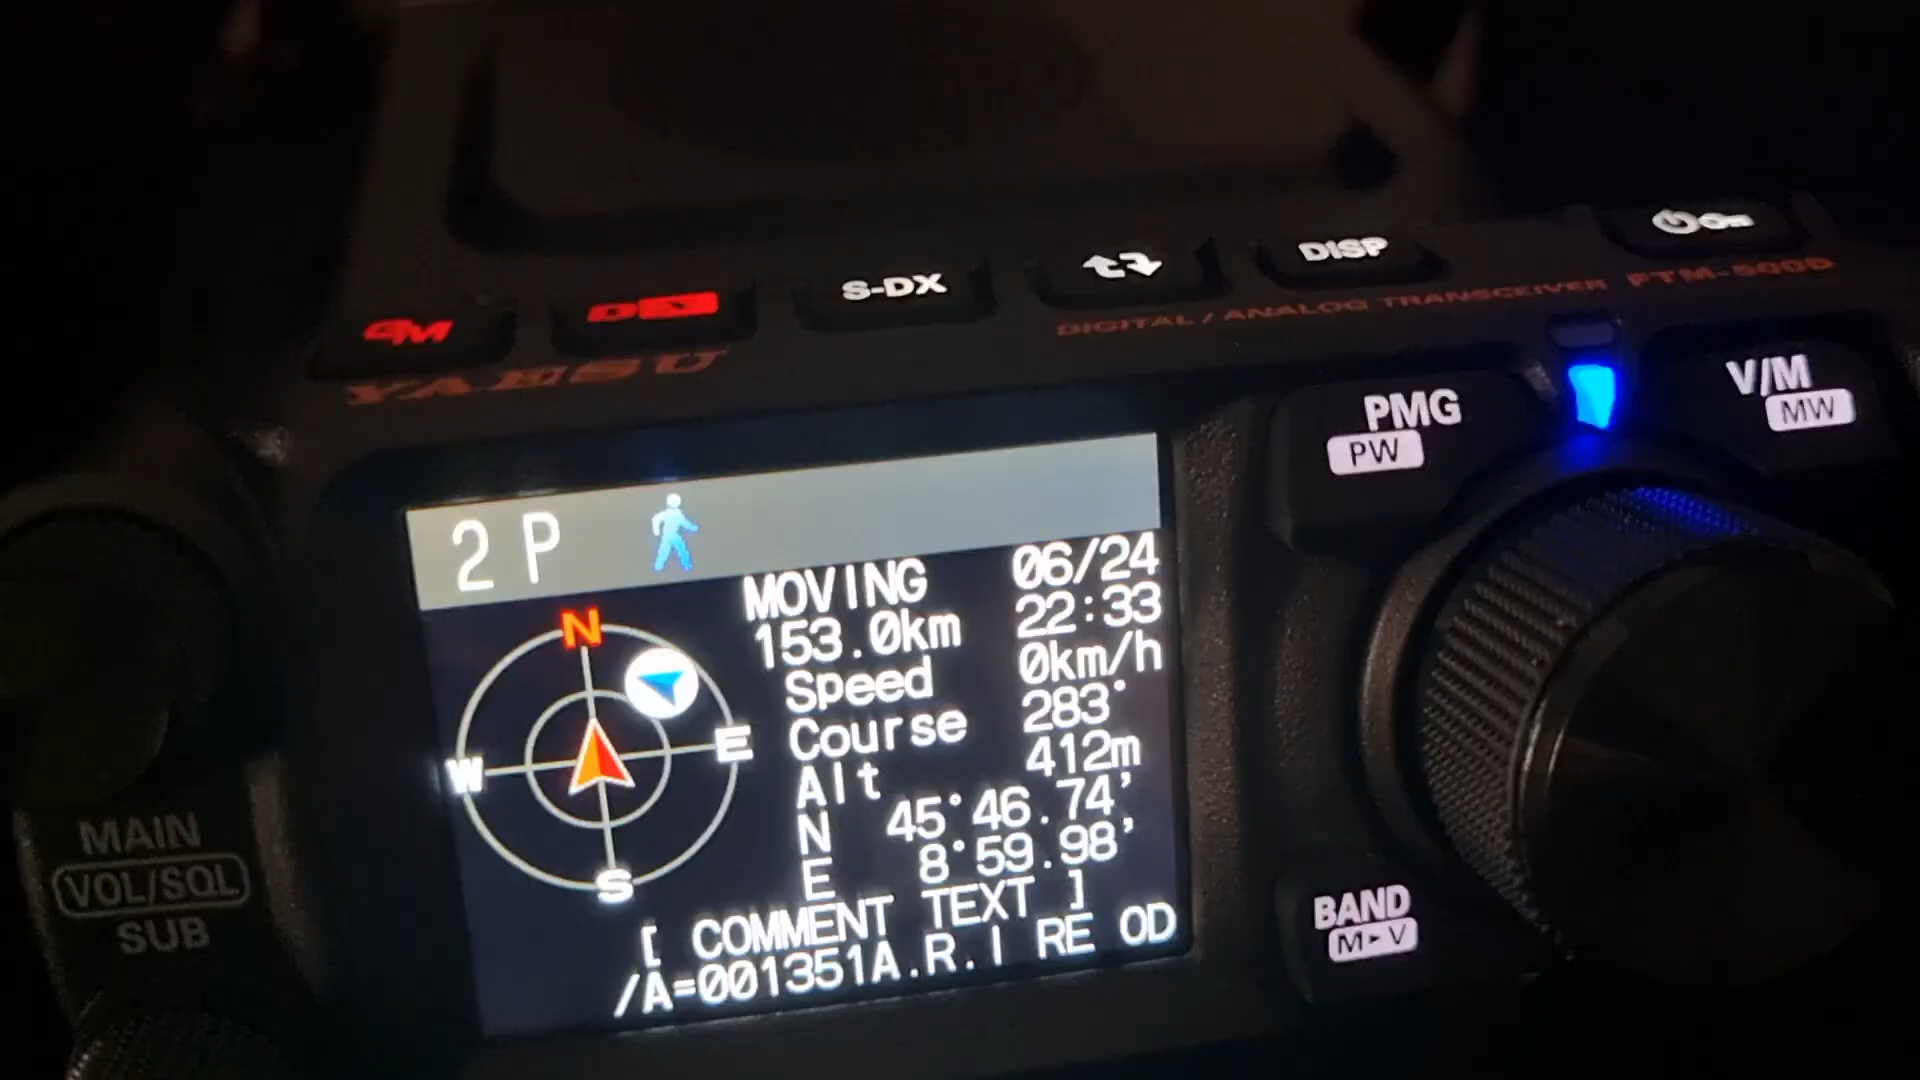 GM
D
S-DX
DISP
YAESU
DIGITAL / ANALOG TRANSCEIVER FTM-500D
PMG
PW
V/M
MW
2 P
MOVING 06/24
153.0km 22:33
Speed 0km/h
Course 283°
Alt 412m
N 45°46.74'
E 8°59.98'
[ COMMENT TEXT ]
/A=001351A.R.I RE OD
N
W
E
S
MAIN
VOL/SQL
SUB
BAND
M▸V